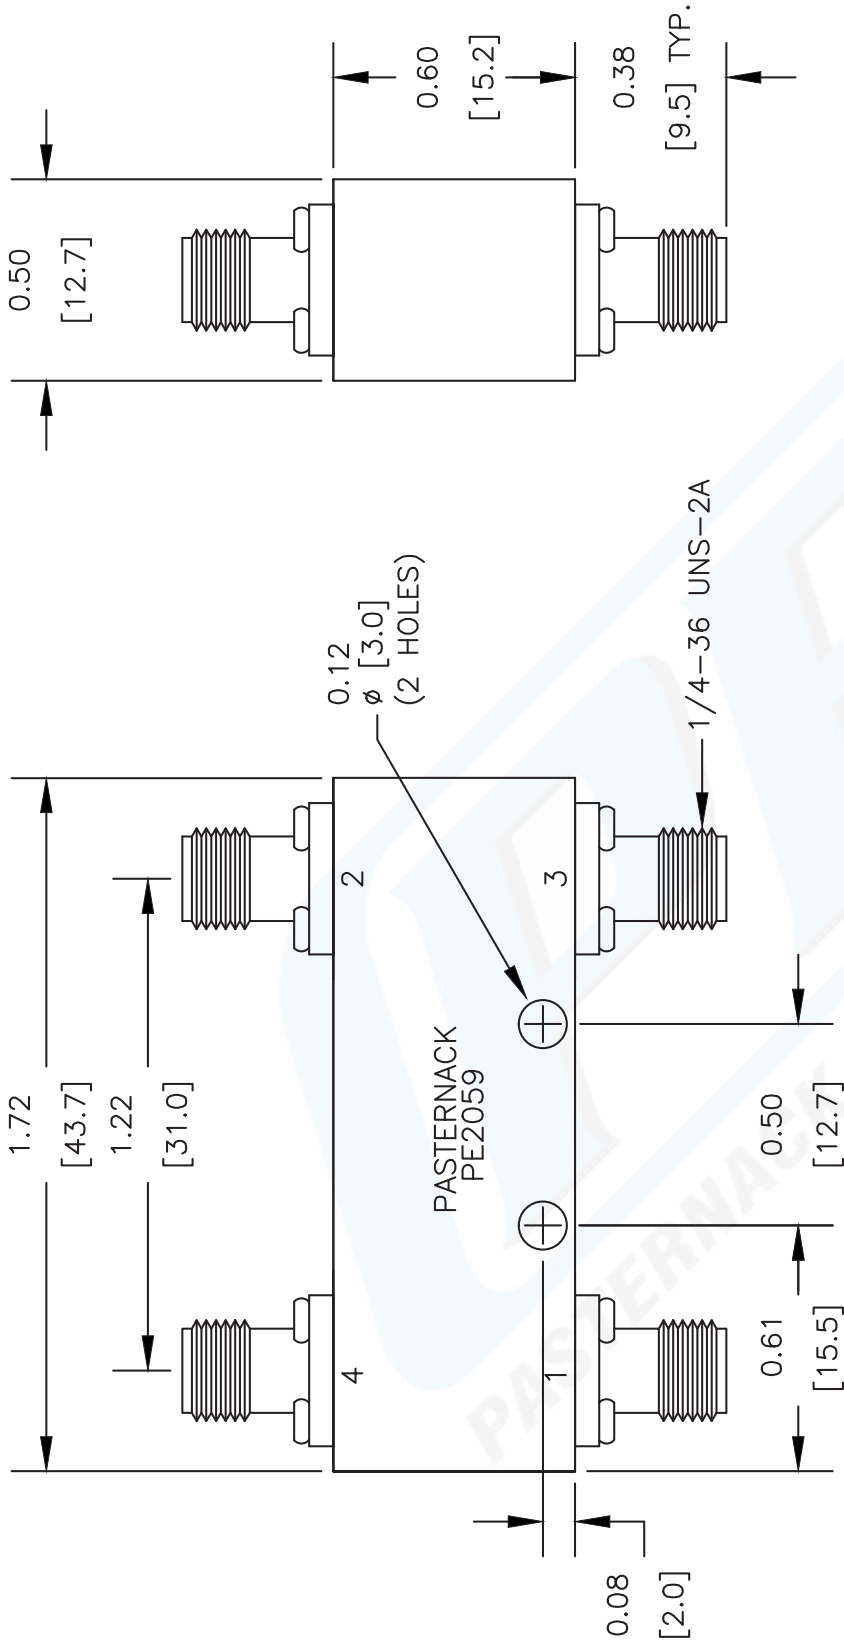 1.72
[43.7]
1.22
[31.0]
0.50
[12.7]
0.12
ø [3.0]
(2 HOLES)
0.60
[15.2]
4
2
PASTERNACK
PE2059
1
3
0.08
[2.0]
1/4-36 UNS-2A
0.38
[9.5] TYP.
0.61
[15.5]
0.50
[12.7]
PASTERNACK